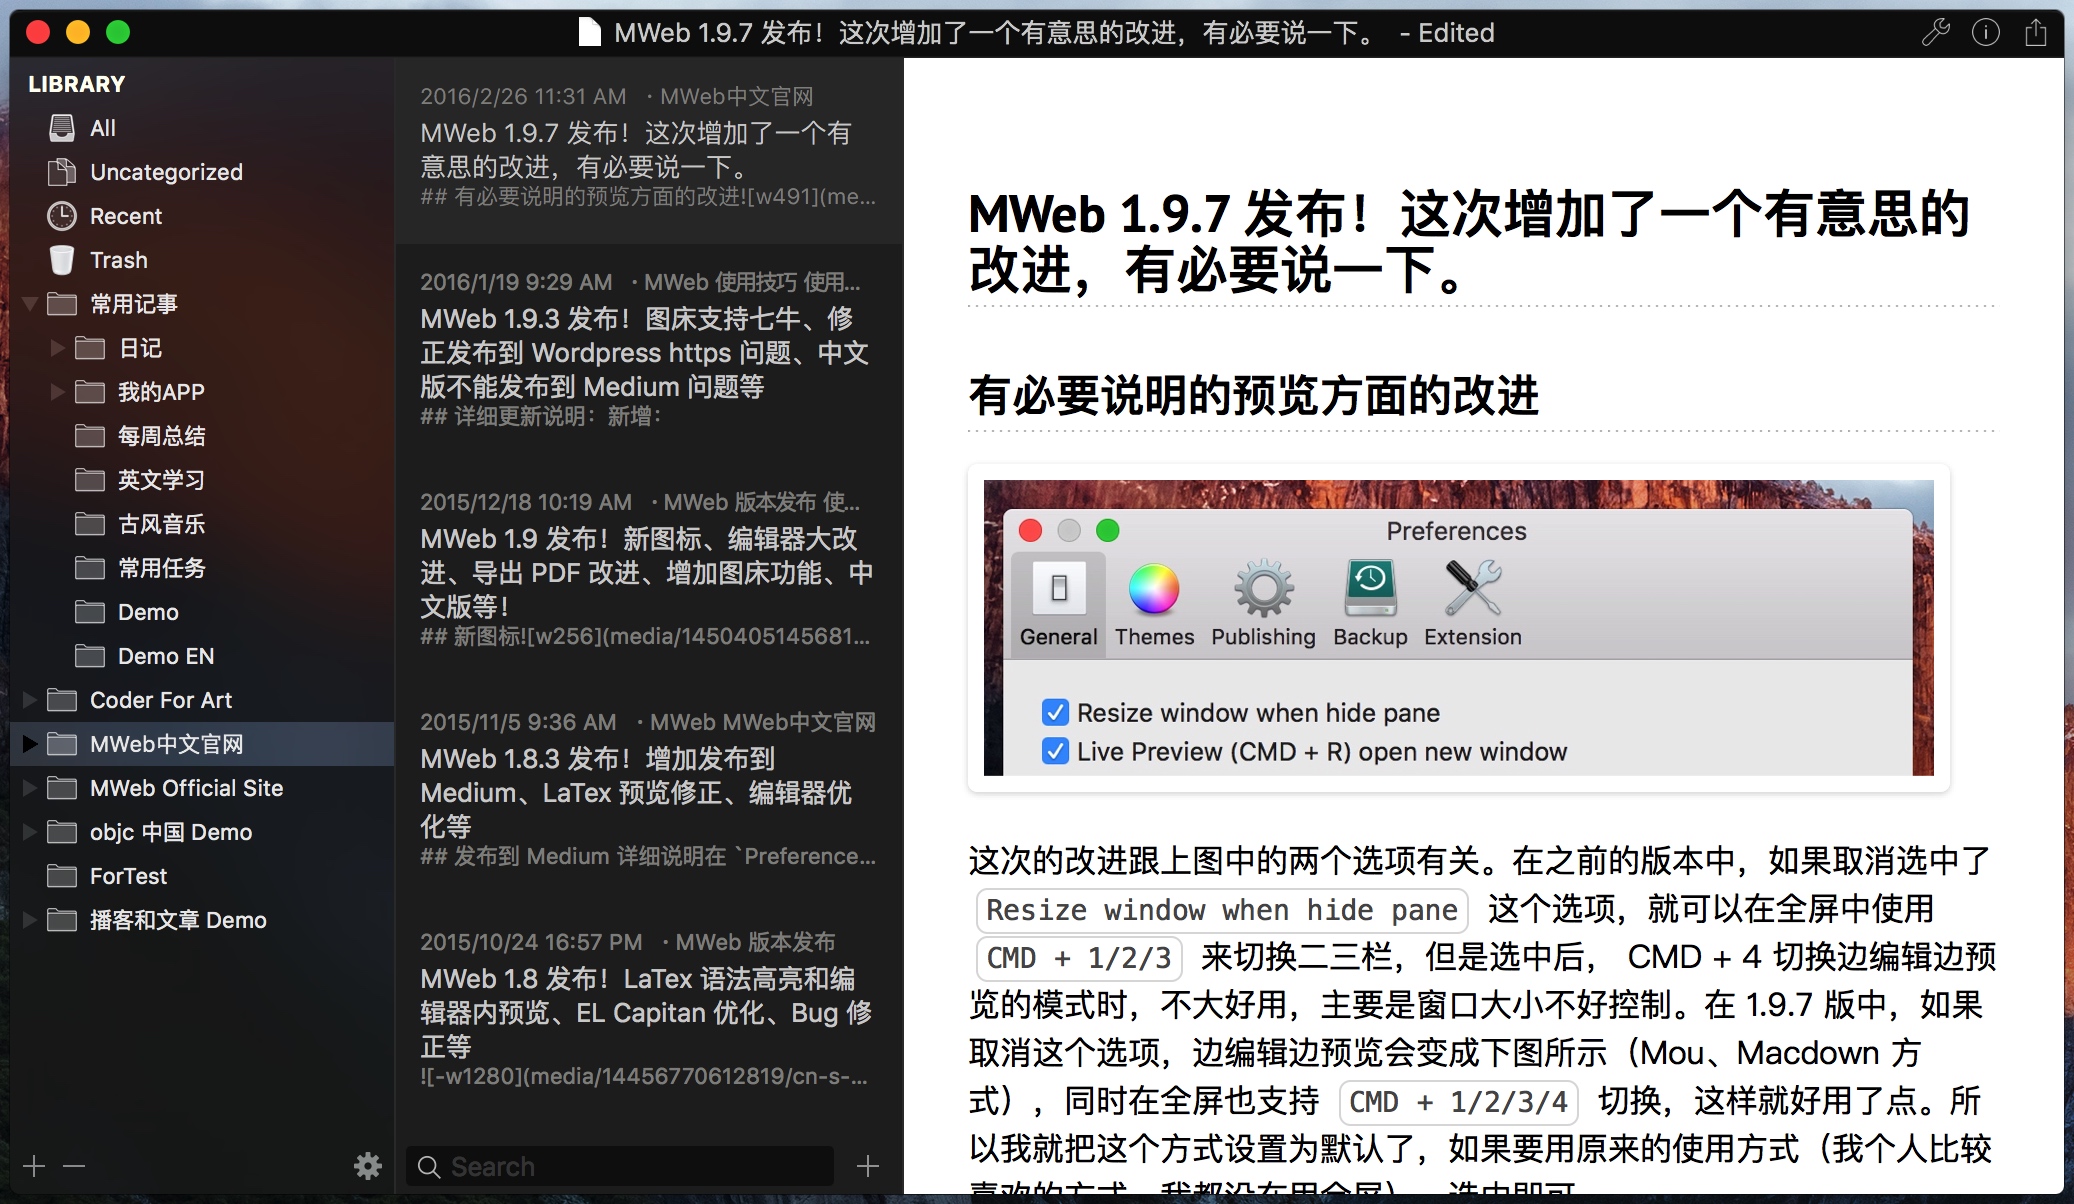 MWeb 1.9.7 发布！这次增加了一个有意思的改进，有必要说一下。 - Edited
LIBRARY
All
Uncategorized
Recent
Trash
常用记事
日记
我的APP
每周总结
英文学习
古风音乐
常用任务
Demo
Demo EN
Coder For Art
MWeb中文官网
MWeb Official Site
objc 中国 Demo
ForTest
播客和文章 Demo
2016/2/26 11:31 AM ・MWeb中文官网
MWeb 1.9.7 发布！这次增加了一个有
意思的改进，有必要说一下。
## 有必要说明的预览方面的改进![w491](me...
2016/1/19 9:29 AM ・MWeb 使用技巧 使用...
MWeb 1.9.3 发布！图床支持七牛、修
正发布到 Wordpress https 问题、中文
版不能发布到 Medium 问题等
## 详细更新说明：新增：
2015/12/18 10:19 AM ・MWeb 版本发布 使...
MWeb 1.9 发布！新图标、编辑器大改
进、导出 PDF 改进、增加图床功能、中
文版等！
## 新图标![w256](media/1450405145681...
2015/11/5 9:36 AM ・MWeb MWeb中文官网
MWeb 1.8.3 发布！增加发布到
Medium、LaTex 预览修正、编辑器优
化等
## 发布到 Medium 详细说明在 `Preference...
2015/10/24 16:57 PM ・MWeb 版本发布
MWeb 1.8 发布！LaTex 语法高亮和编
辑器内预览、EL Capitan 优化、Bug 修
正等
![-w1280](media/14456770612819/cn-s-...
Search
MWeb 1.9.7 发布！这次增加了一个有意思的
改进，有必要说一下。
有必要说明的预览方面的改进
Preferences
General Themes Publishing Backup Extension
Resize window when hide pane
Live Preview (CMD + R) open new window
这次的改进跟上图中的两个选项有关。在之前的版本中，如果取消选中了
Resize window when hide pane 这个选项，就可以在全屏中使用
CMD + 1/2/3 来切换二三栏，但是选中后， CMD + 4 切换边编辑边预
览的模式时，不大好用，主要是窗口大小不好控制。在 1.9.7 版中，如果
取消这个选项，边编辑边预览会变成下图所示（Mou、Macdown 方
式），同时在全屏也支持 CMD + 1/2/3/4 切换，这样就好用了点。所
以我就把这个方式设置为默认了，如果要用原来的使用方式（我个人比较
喜欢的方式，我都没在用全屏），选中即可